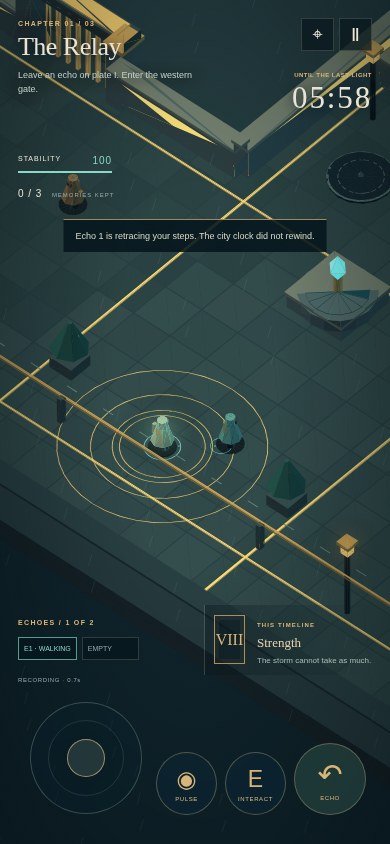 CHAPTER 01 / 03
The Relay
Leave an echo on plate I. Enter the western
gate.
UNTIL THE LAST LIGHT
05:58
STABILITY 100
0 / 3 MEMORIES KEPT
Echo 1 is retracing your steps. The city clock did not rewind.
ECHOES / 1 OF 2
E1 · WALKING EMPTY
RECORDING · 0.7s
VIII
THIS TIMELINE
Strength
The storm cannot take as much.
PULSE
E
INTERACT
ECHO